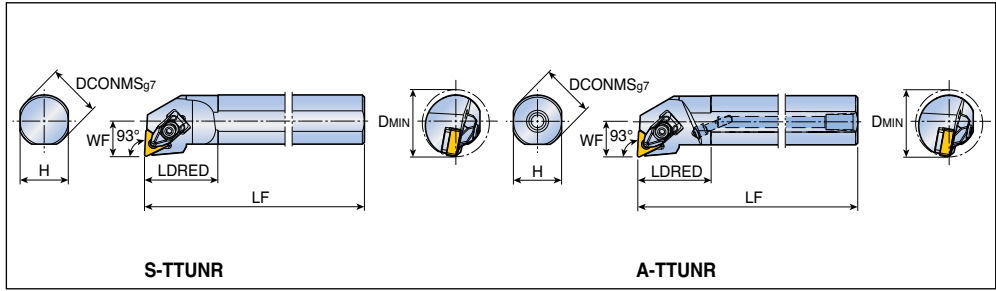 DCONMSg7
WF
93°
H
LDRED
LF
DMIN
S-TTUNR
DCONMSg7
WF
93°
H
LDRED
LF
DMIN
A-TTUNR